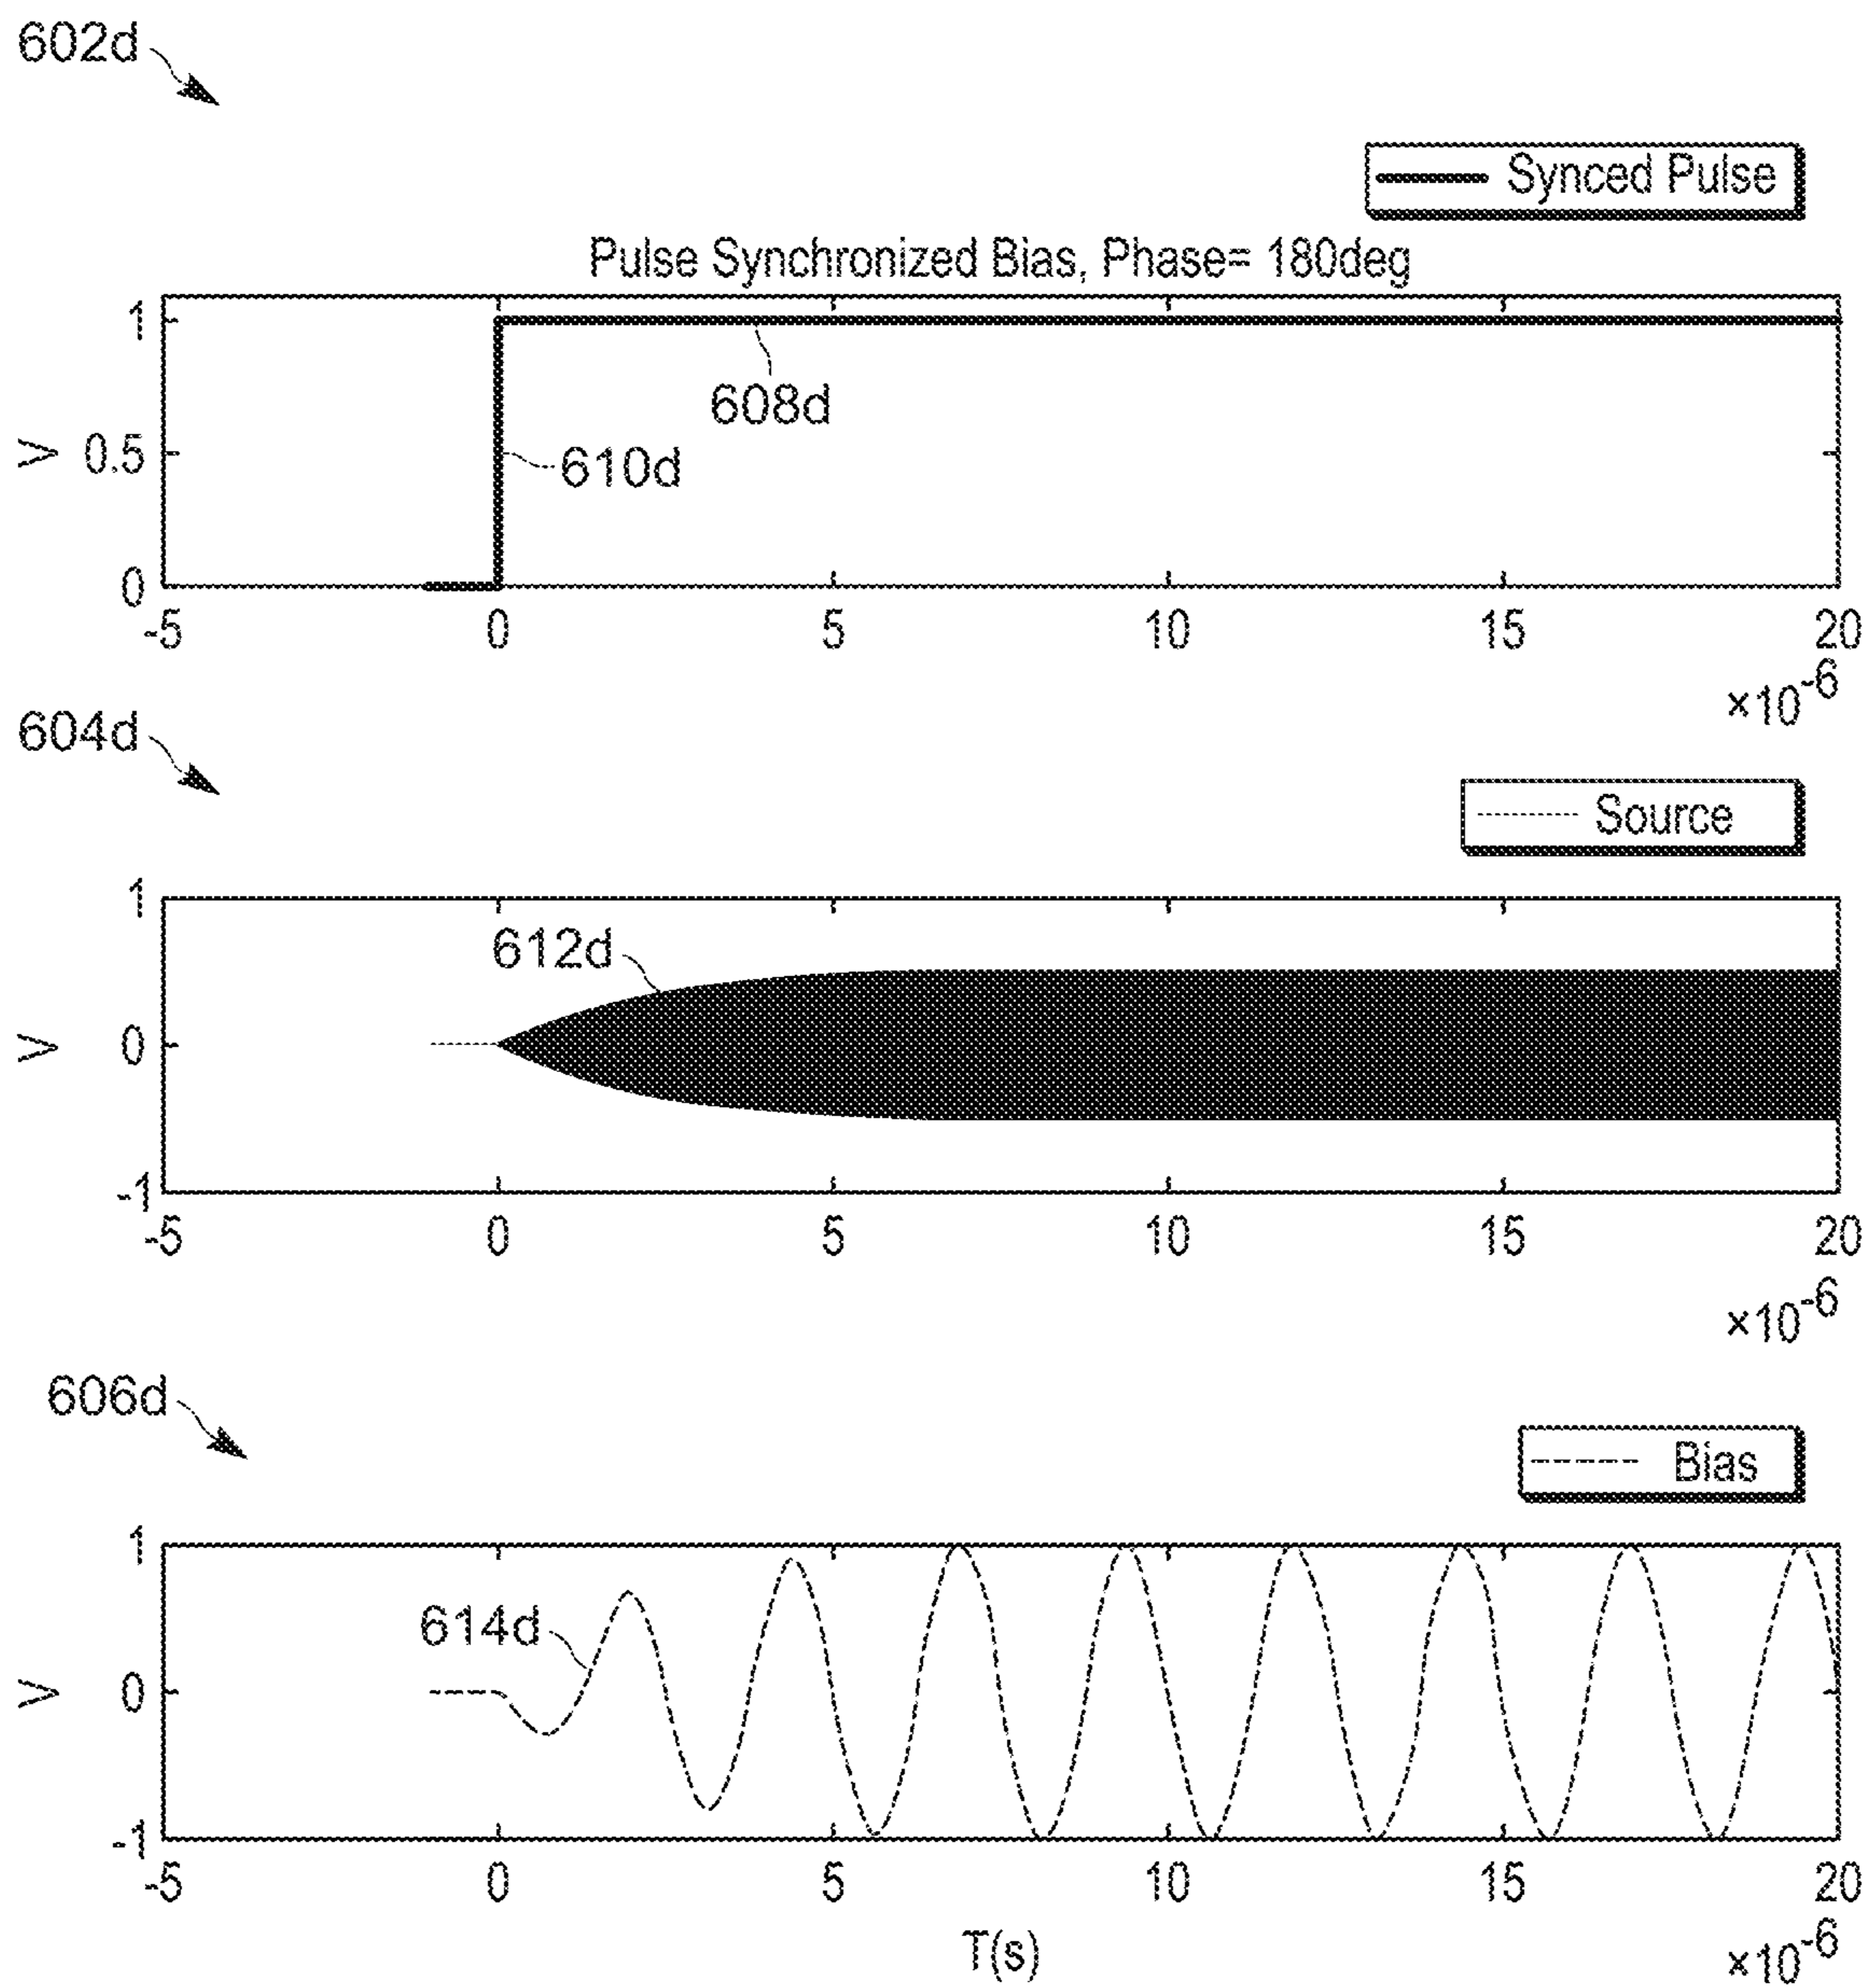 602d
Synced Pulse
Pulse Synchronized Bias, Phase= 180deg
1
608d
V 0.5
610d
0
-5 0 5 10 15 20
×10-6
604d
Source
1
612d
V 0
-1
-5 0 5 10 15 20
×10-6
606d
Bias
1
614d
V 0
-1
-5 0 5 10 15 20
T(s)
×10-6